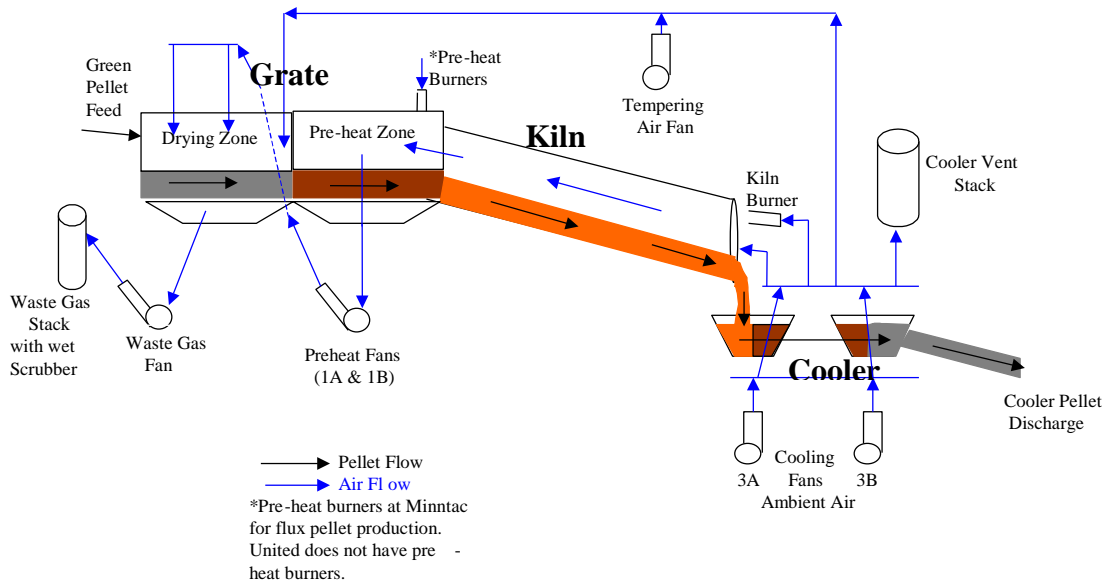 *Pre-heat
Burners
Green
Pellet
Feed
Grate
Tempering
Air Fan
Drying Zone
Pre-heat Zone
Kiln
Cooler Vent
Stack
Kiln
Burner
Waste Gas
Stack
with wet
Scrubber
Waste Gas
Fan
Preheat Fans
(1A & 1B)
Cooler
Cooler Pellet
Discharge
3A
Cooling
Fans
Ambient Air
3B
Pellet Flow
Air Fl ow
*Pre-heat burners at Minntac
for flux pellet production.
United does not have pre -
heat burners.